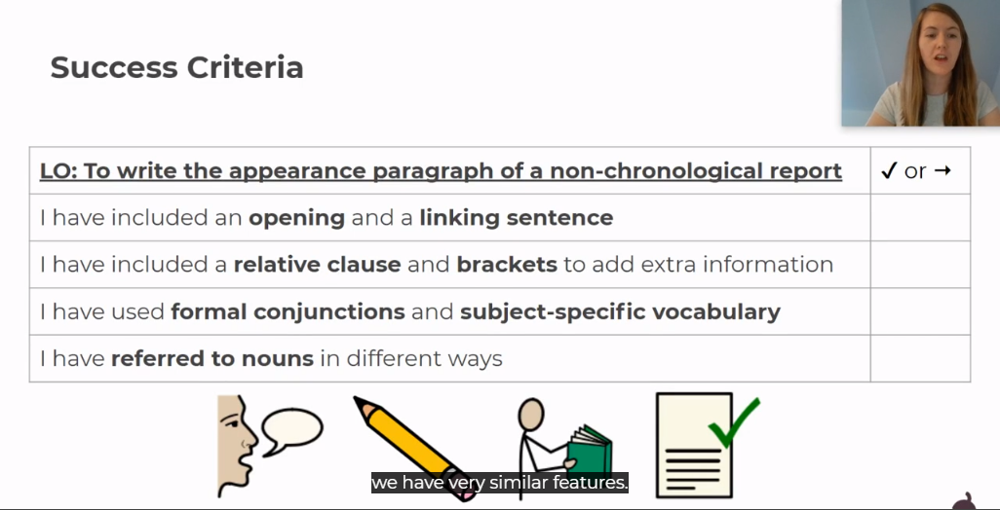 Success Criteria
LO: To write the appearance paragraph of a non-chronological report
✓ or →
I have included an opening and a linking sentence
I have included a relative clause and brackets to add extra information
I have used formal conjunctions and subject-specific vocabulary
I have referred to nouns in different ways
we have very similar features.